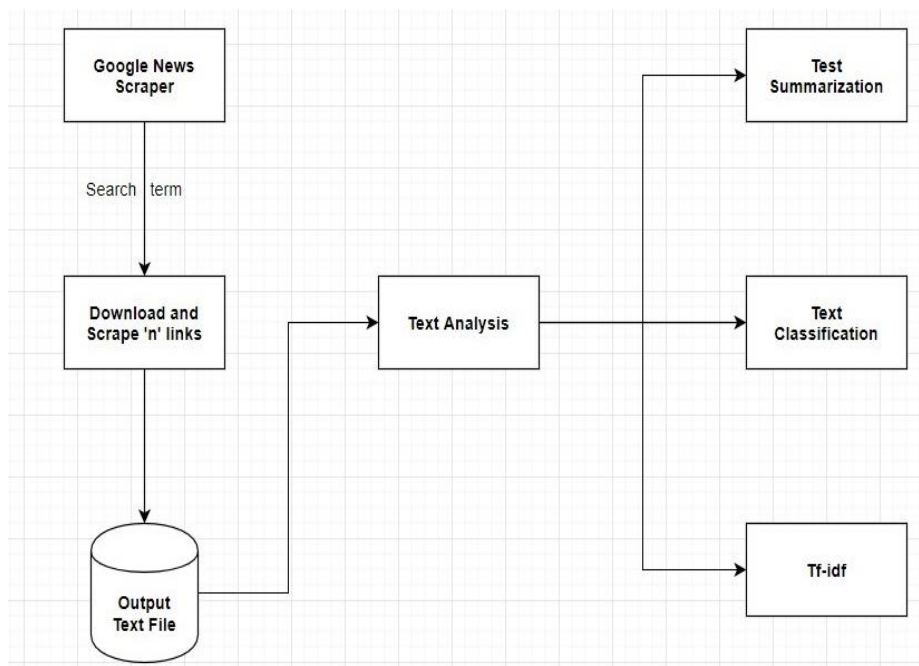 Google News
Scraper
Search term
Download and
Scrape 'n' links
Output
Text File
Text Analysis
Test
Summarization
Text
Classification
Tf-idf